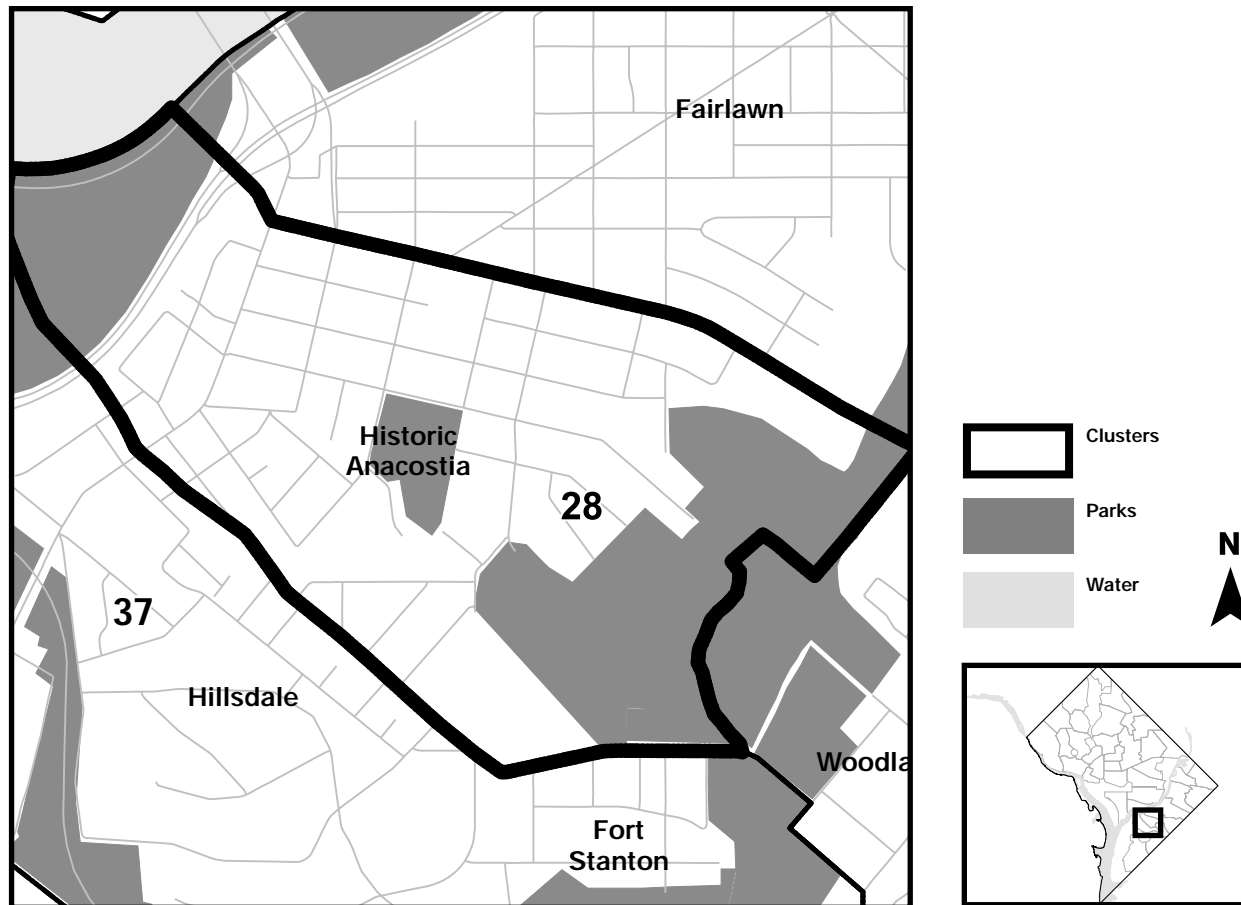 Fairlawn
Historic
Anacostia
28
37
Hillsdale
Woodla
Fort
Stanton
Clusters
Parks
Water
N